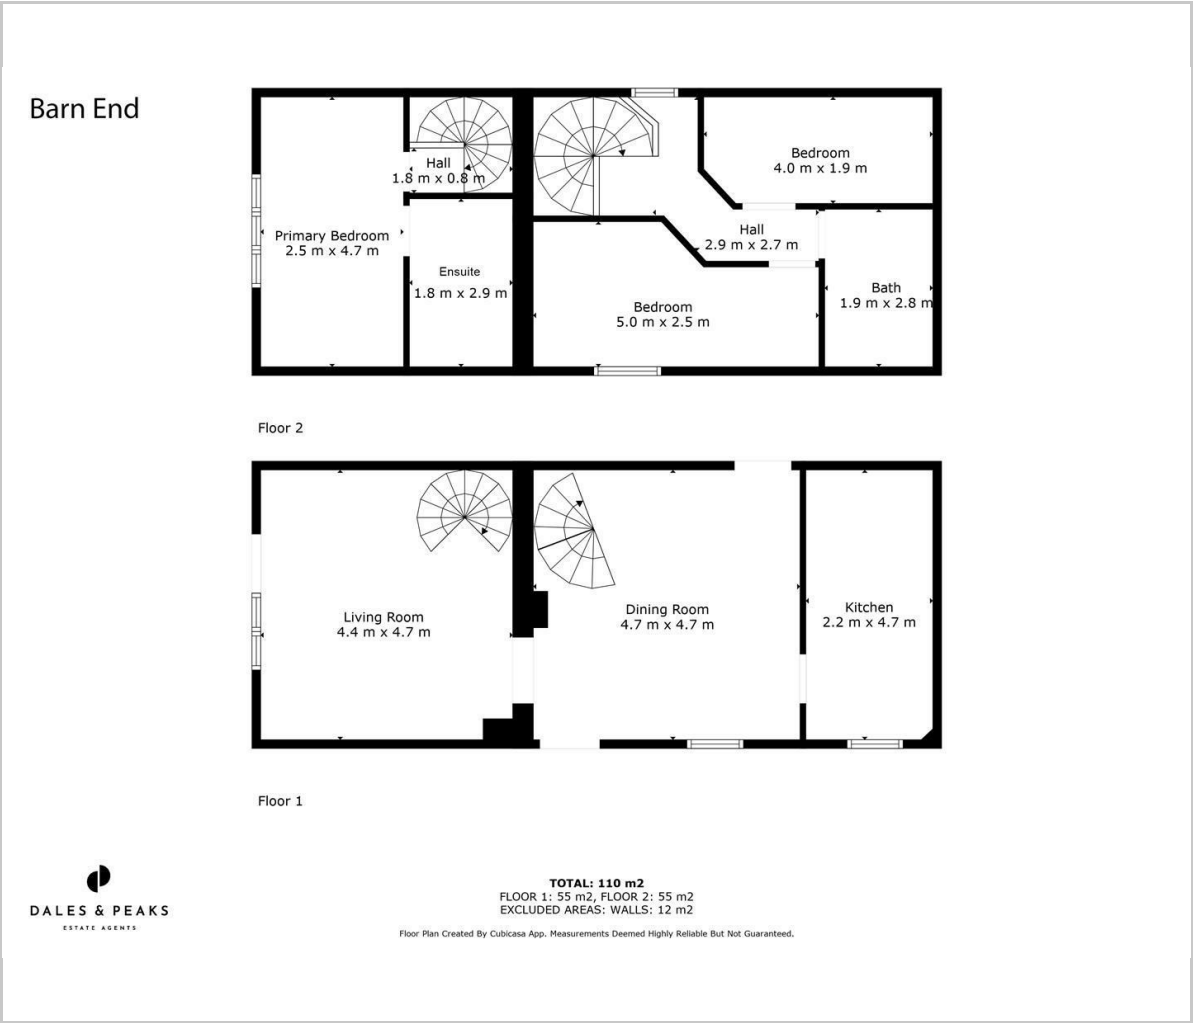 Barn End
Hall
1.8 m x 0.8 m
Primary Bedroom
2.5 m x 4.7 m
Ensuite
1.8 m x 2.9 m
Bedroom
4.0 m x 1.9 m
Hall
2.9 m x 2.7 m
Bath
1.9 m x 2.8 m
Bedroom
5.0 m x 2.5 m
Floor 2
Living Room
4.4 m x 4.7 m
Dining Room
4.7 m x 4.7 m
Kitchen
2.2 m x 4.7 m
Floor 1
DALES & PEAKS
ESTATE AGENTS
TOTAL: 110 m2
FLOOR 1: 55 m2, FLOOR 2: 55 m2
EXCLUDED AREAS: WALLS: 12 m2
Floor Plan Created By Cubicasa App. Measurements Deemed Highly Reliable But Not Guaranteed.